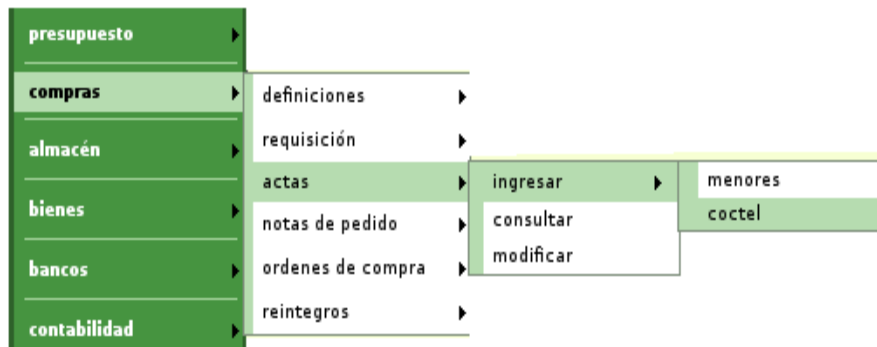 presupuesto
compras
almacén
bienes
bancos
contabilidad
definiciones
requisición
actas
notas de pedido
ordenes de compra
reintegros
ingresar
consultar
modificar
menores
coctel